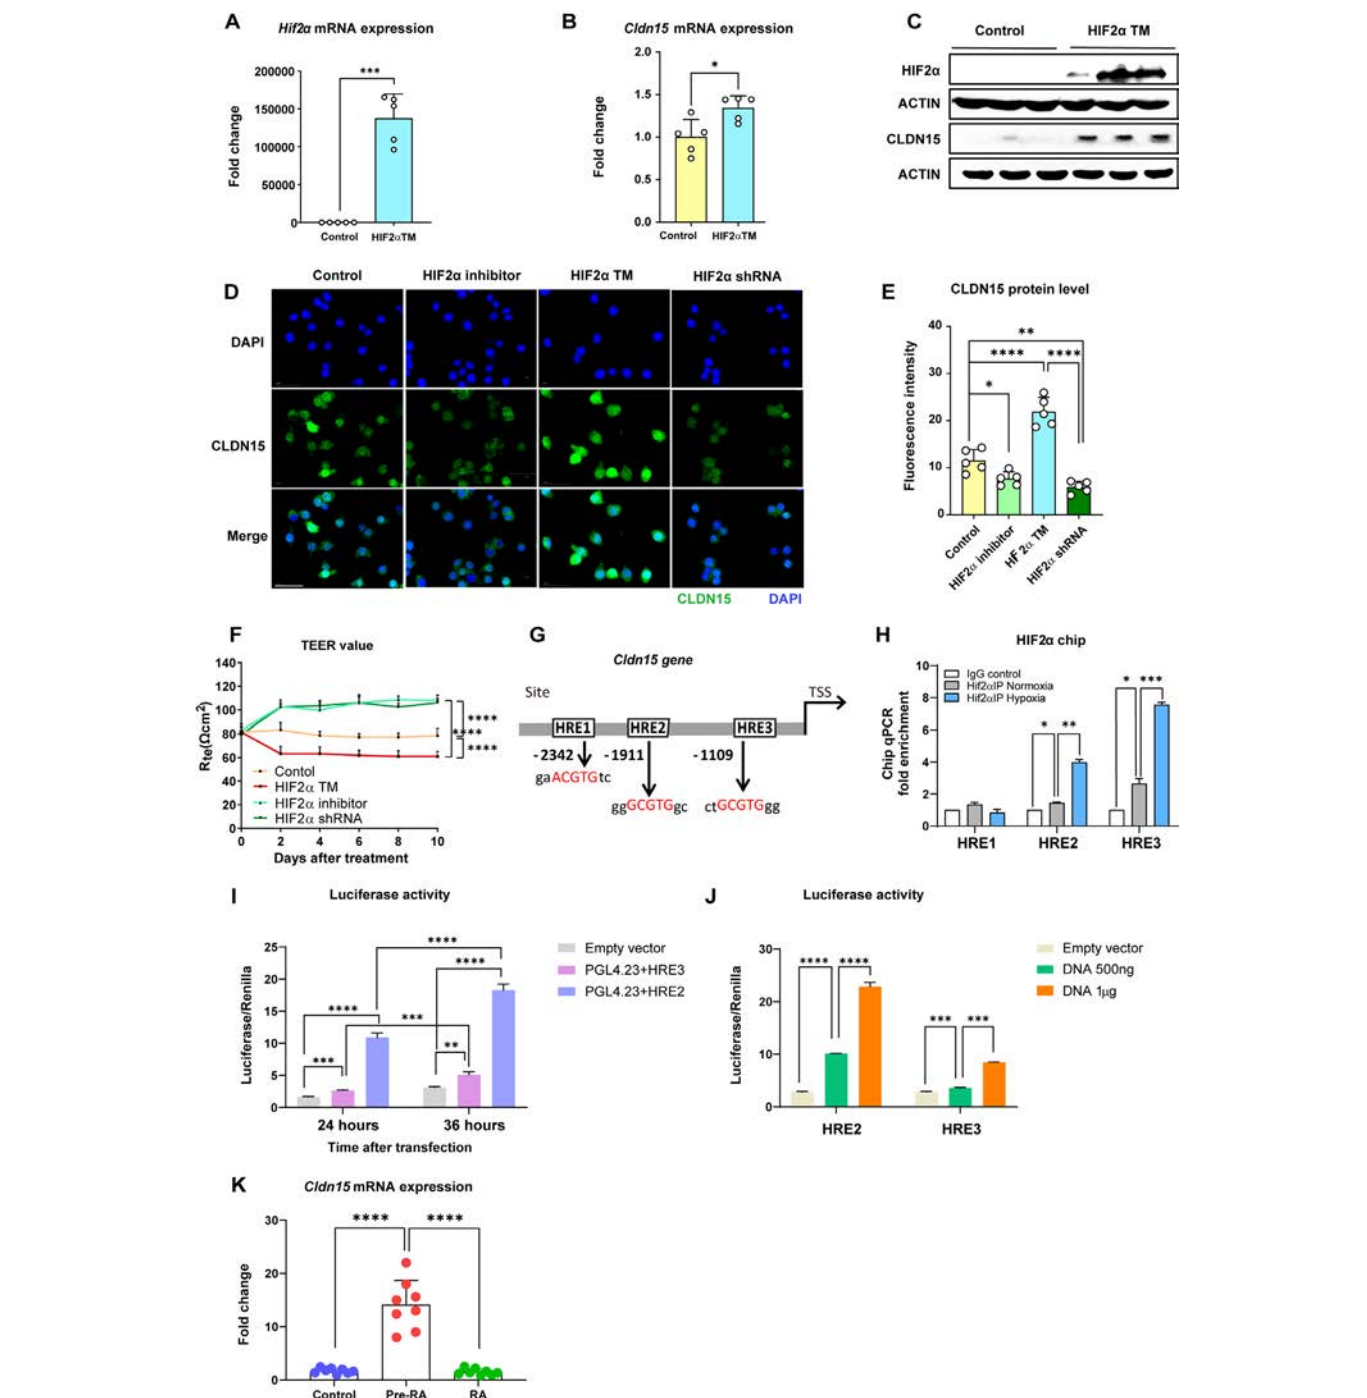 A
Hif2α mRNA expression
***
200000
150000
100000
50000
0
Fold change
Control
HIF2αTM
B
Cldn15 mRNA expression
*
2.0
1.5
1.0
0.5
0.0
Fold change
Control
HIF2αTM
C
Control
HIF2α TM
HIF2α
ACTIN
CLDN15
ACTIN
D
Control
HIF2α inhibitor
HIF2α TM
HIF2α shRNA
DAPI
CLDN15
Merge
CLDN15
DAPI
E
CLDN15 protein level
**
**** ****
*
40
30
20
10
0
Fluorescence intensity
Control
HIF2α inhibitor
HF 2α TM
HIF2α shRNA
F
TEER value
140
120
100
80
60
40
20
0
Rte(Ωcm2)
****
****
****
Contol
HIF2α TM
HIF2α inhibitor
HIF2α shRNA
0 2 4 6 8 10
Days after treatment
G
Cldn15 gene
Site
TSS
HRE1 HRE2 HRE3
-2342 -1911 -1109
gaACGTGtc
ggGCGTGgc ctGCGTGgg
H
HIF2α chip
10
8
6
4
2
0
Chip qPCR
fold enrichment
IgG control
Hif2αIP Normoxia
Hif2αIP Hypoxia
* ***
* **
HRE1 HRE2 HRE3
I
Luciferase activity
25
20
15
10
5
0
Luciferase/Renilla
****
****
****
***
***
**
Empty vector
PGL4.23+HRE3
PGL4.23+HRE2
24 hours 36 hours
Time after transfection
J
Luciferase activity
30
20
10
0
Luciferase/Renilla
**** ****
*** ***
Empty vector
DNA 500ng
DNA 1μg
HRE2 HRE3
K
Cldn15 mRNA expression
**** ****
30
20
10
0
Fold change
Control Pre-RA RA